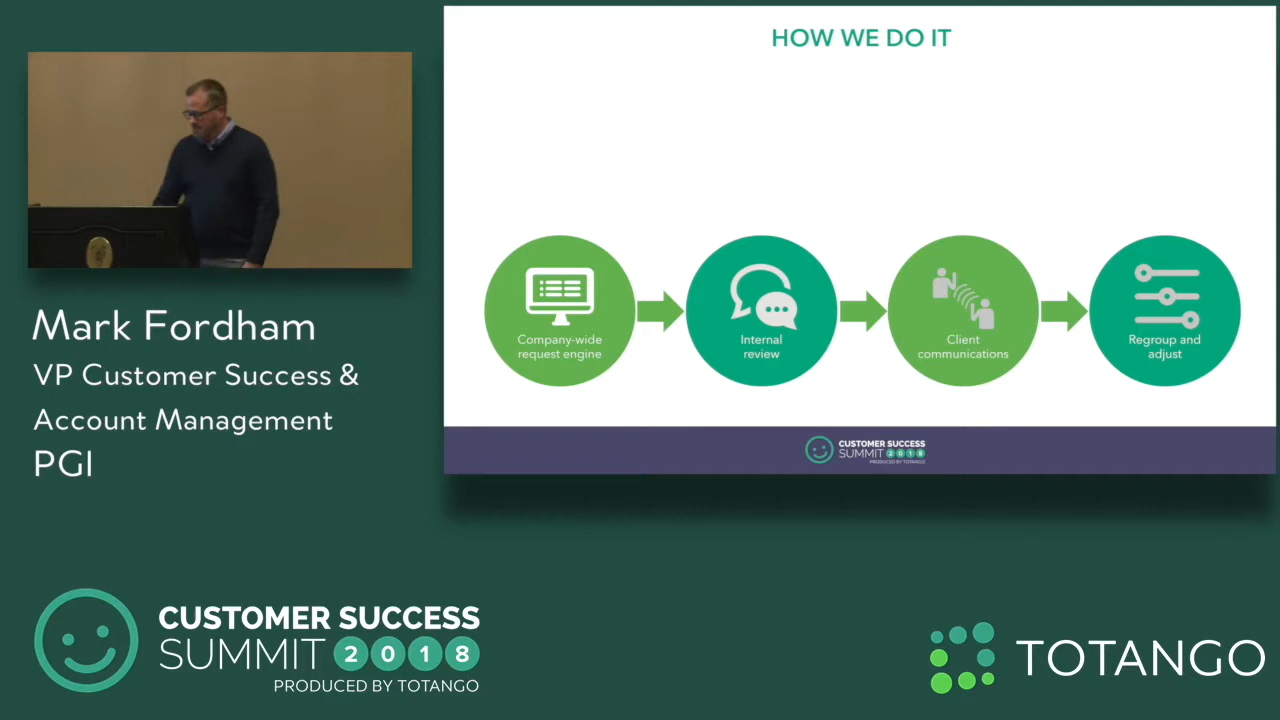 HOW WE DO IT
Company-wide
request engine
Internal
review
Client
communications
Regroup and
adjust
CUSTOMER SUCCESS
SUMMIT 2018
PRODUCED BY TOTANGO
Mark Fordham
VP Customer Success &
Account Management
PGI
CUSTOMER SUCCESS
SUMMIT 2018
PRODUCED BY TOTANGO
TOTANGO